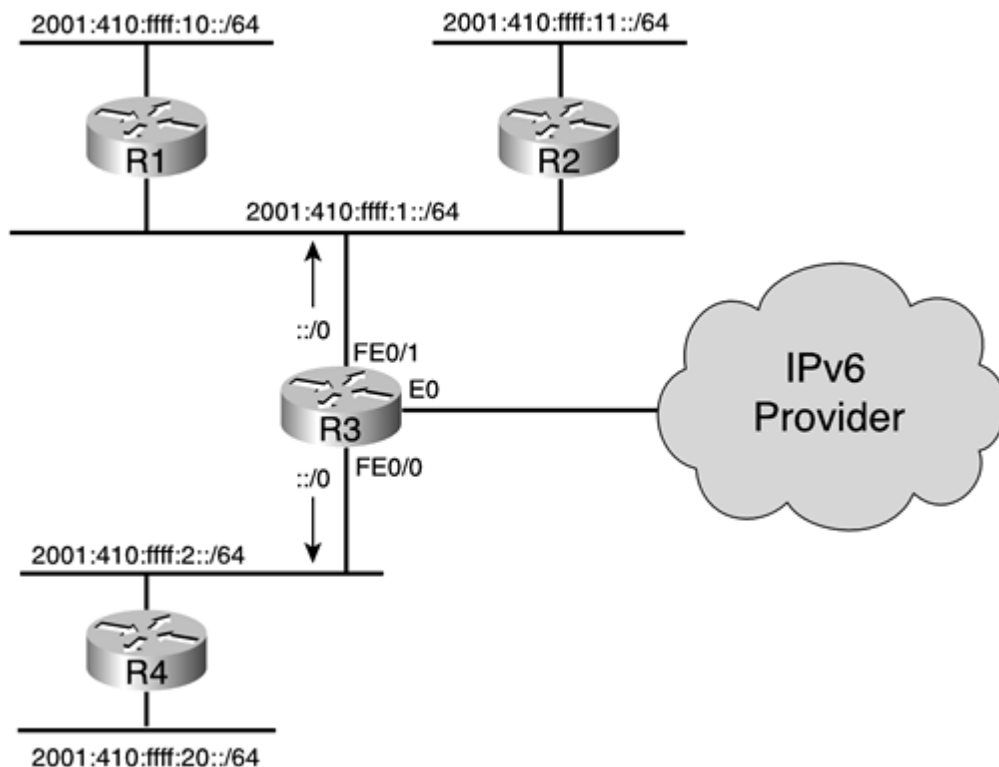 2001:410:ffff:10::/64
2001:410:ffff:11::/64
R1
R2
2001:410:ffff:1::/64
::/0
FE0/1
E0
R3
IPv6
Provider
::/0
FE0/0
2001:410:ffff:2::/64
R4
2001:410:ffff:20::/64